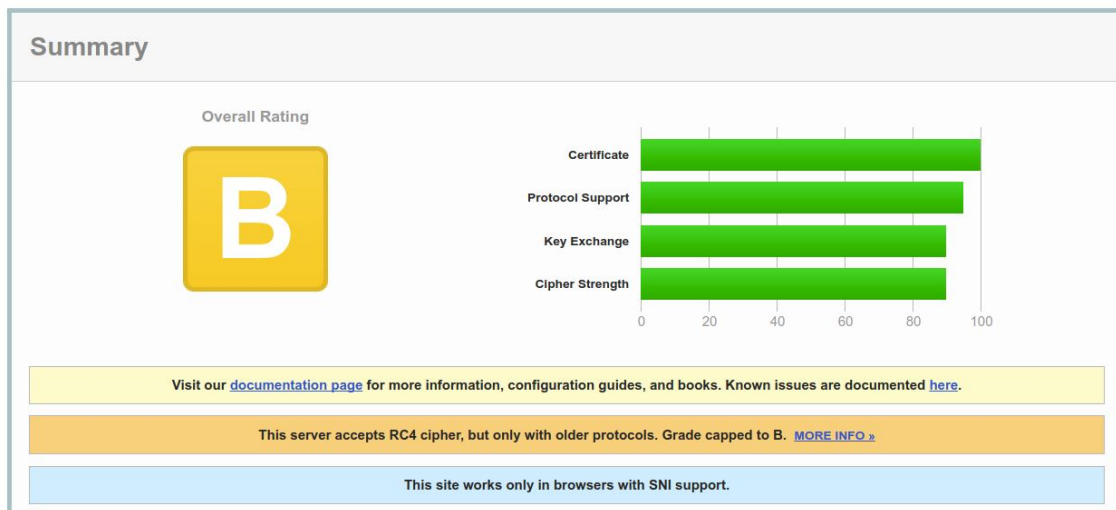 Summary
Overall Rating
B
Certificate
Protocol Support
Key Exchange
Cipher Strength
0 20 40 60 80 100
Visit our documentation page for more information, configuration guides, and books. Known issues are documented here.
This server accepts RC4 cipher, but only with older protocols. Grade capped to B. MORE INFO »
This site works only in browsers with SNI support.